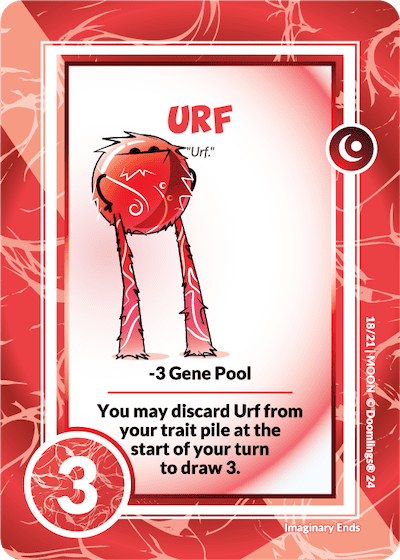 URF
"Urf."
-3 Gene Pool
You may discard Urf from
your trait pile at the
start of your turn
to draw 3.
3
18/21 | MOON © Doomlings® 24
Imaginary Ends